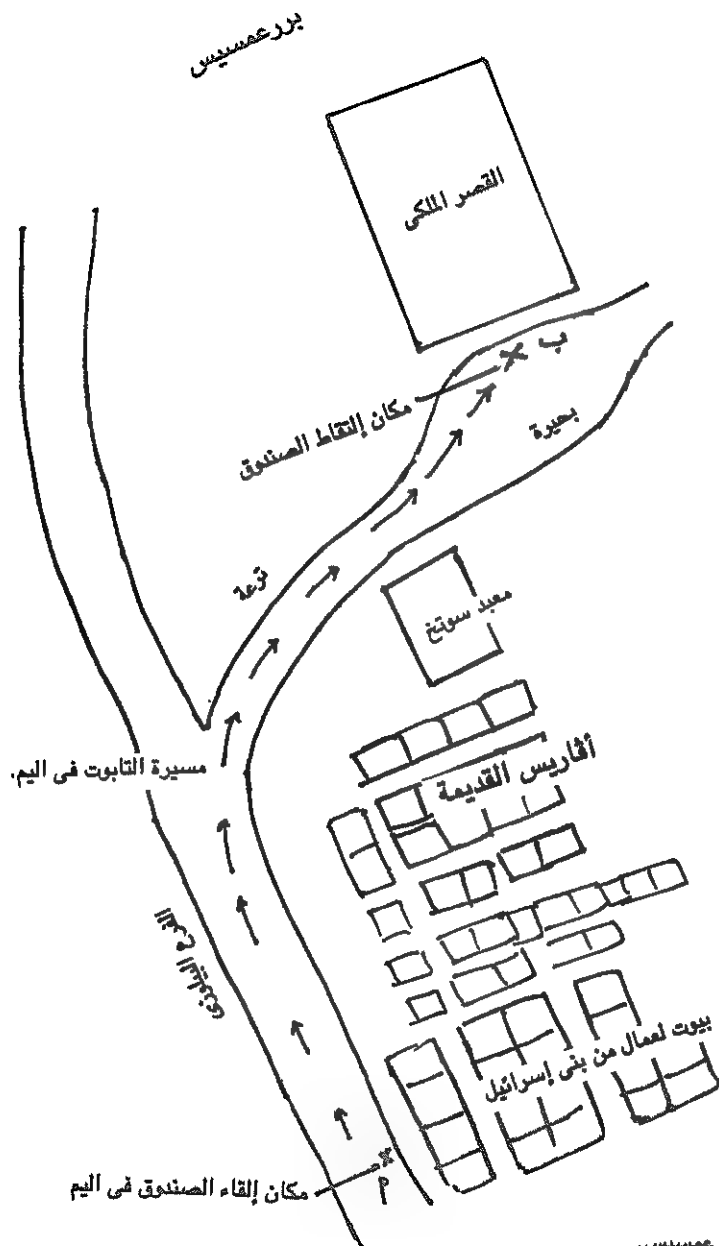 بررعمسيس
القصر الملكى
ب
مكان إلتقاط الصندوق
بحيرة
ترعة
معبد سوتخ
مسيرة التابوت فى اليم.
أڤاريس القديمة
الفرع البيلوزى
بيوت لعمال من بنى إسرائيل
مكان إلقاء الصندوق فى اليم
أ